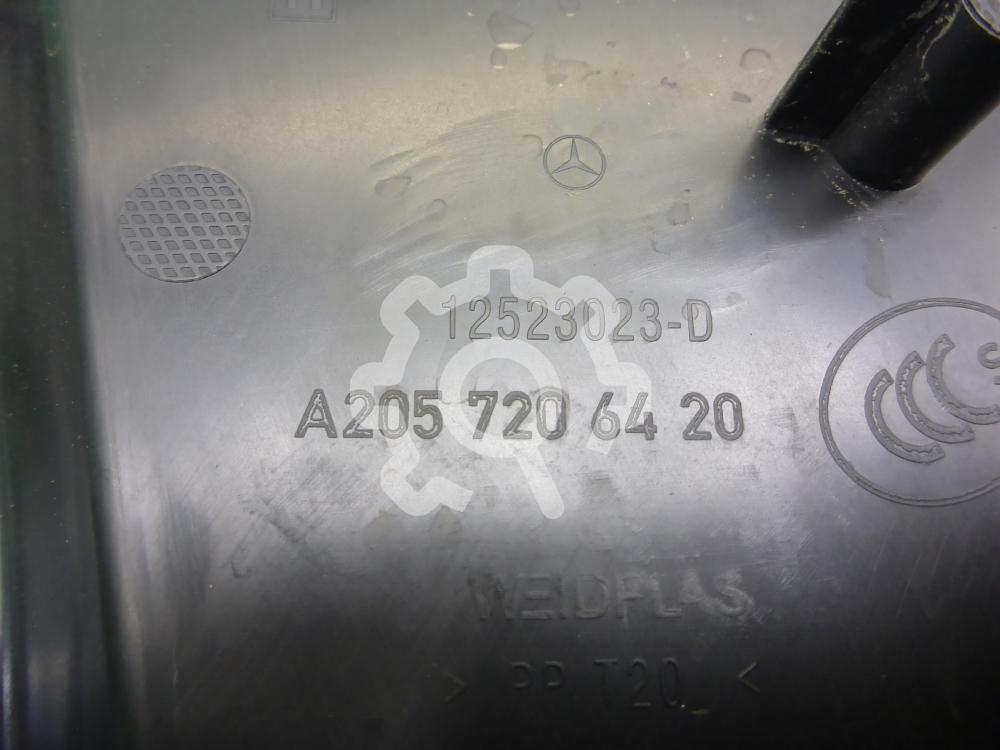 12523023-D
A205 720 64 20
WEIDPLAS
> PP T20 <